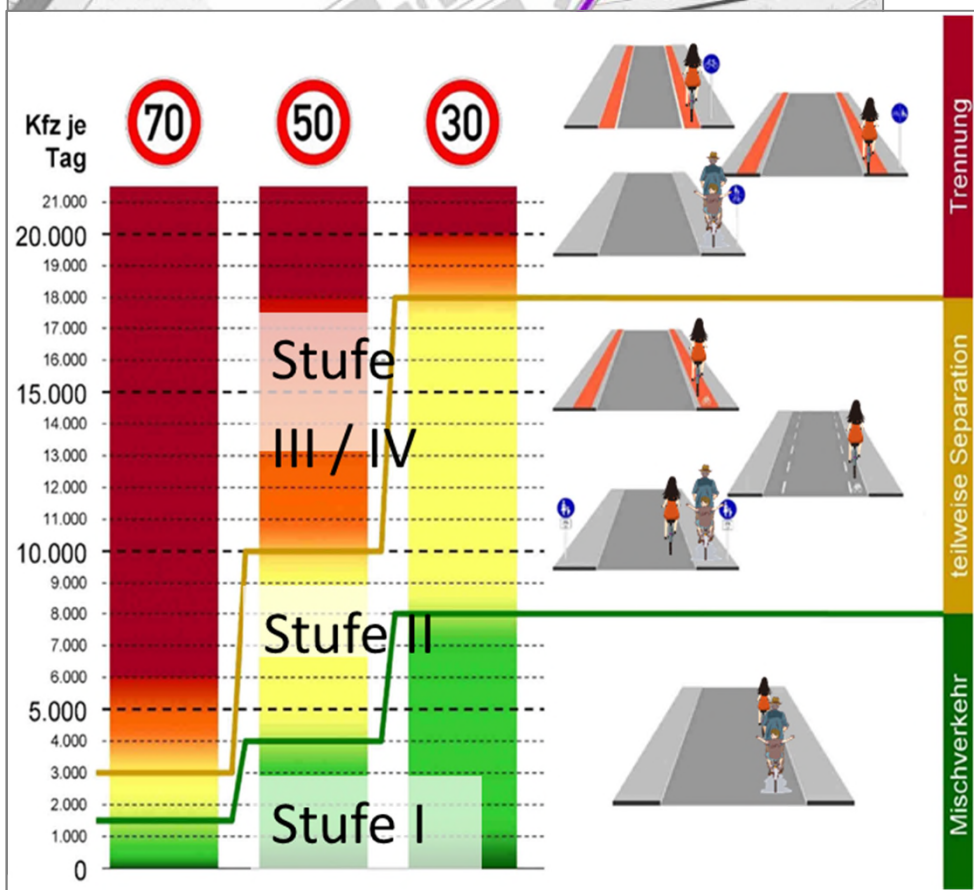 70
50
30
Kfz je
Tag
21.000
20.000
19.000
18.000
17.000
16.000
15.000
14.000
13.000
12.000
11.000
10.000
9.000
8.000
7.000
6.000
5.000
4.000
3.000
2.000
1.000
0
Stufe
III / IV
Stufe II
Stufe I
Trennung
teilweise Separation
Mischverkehr